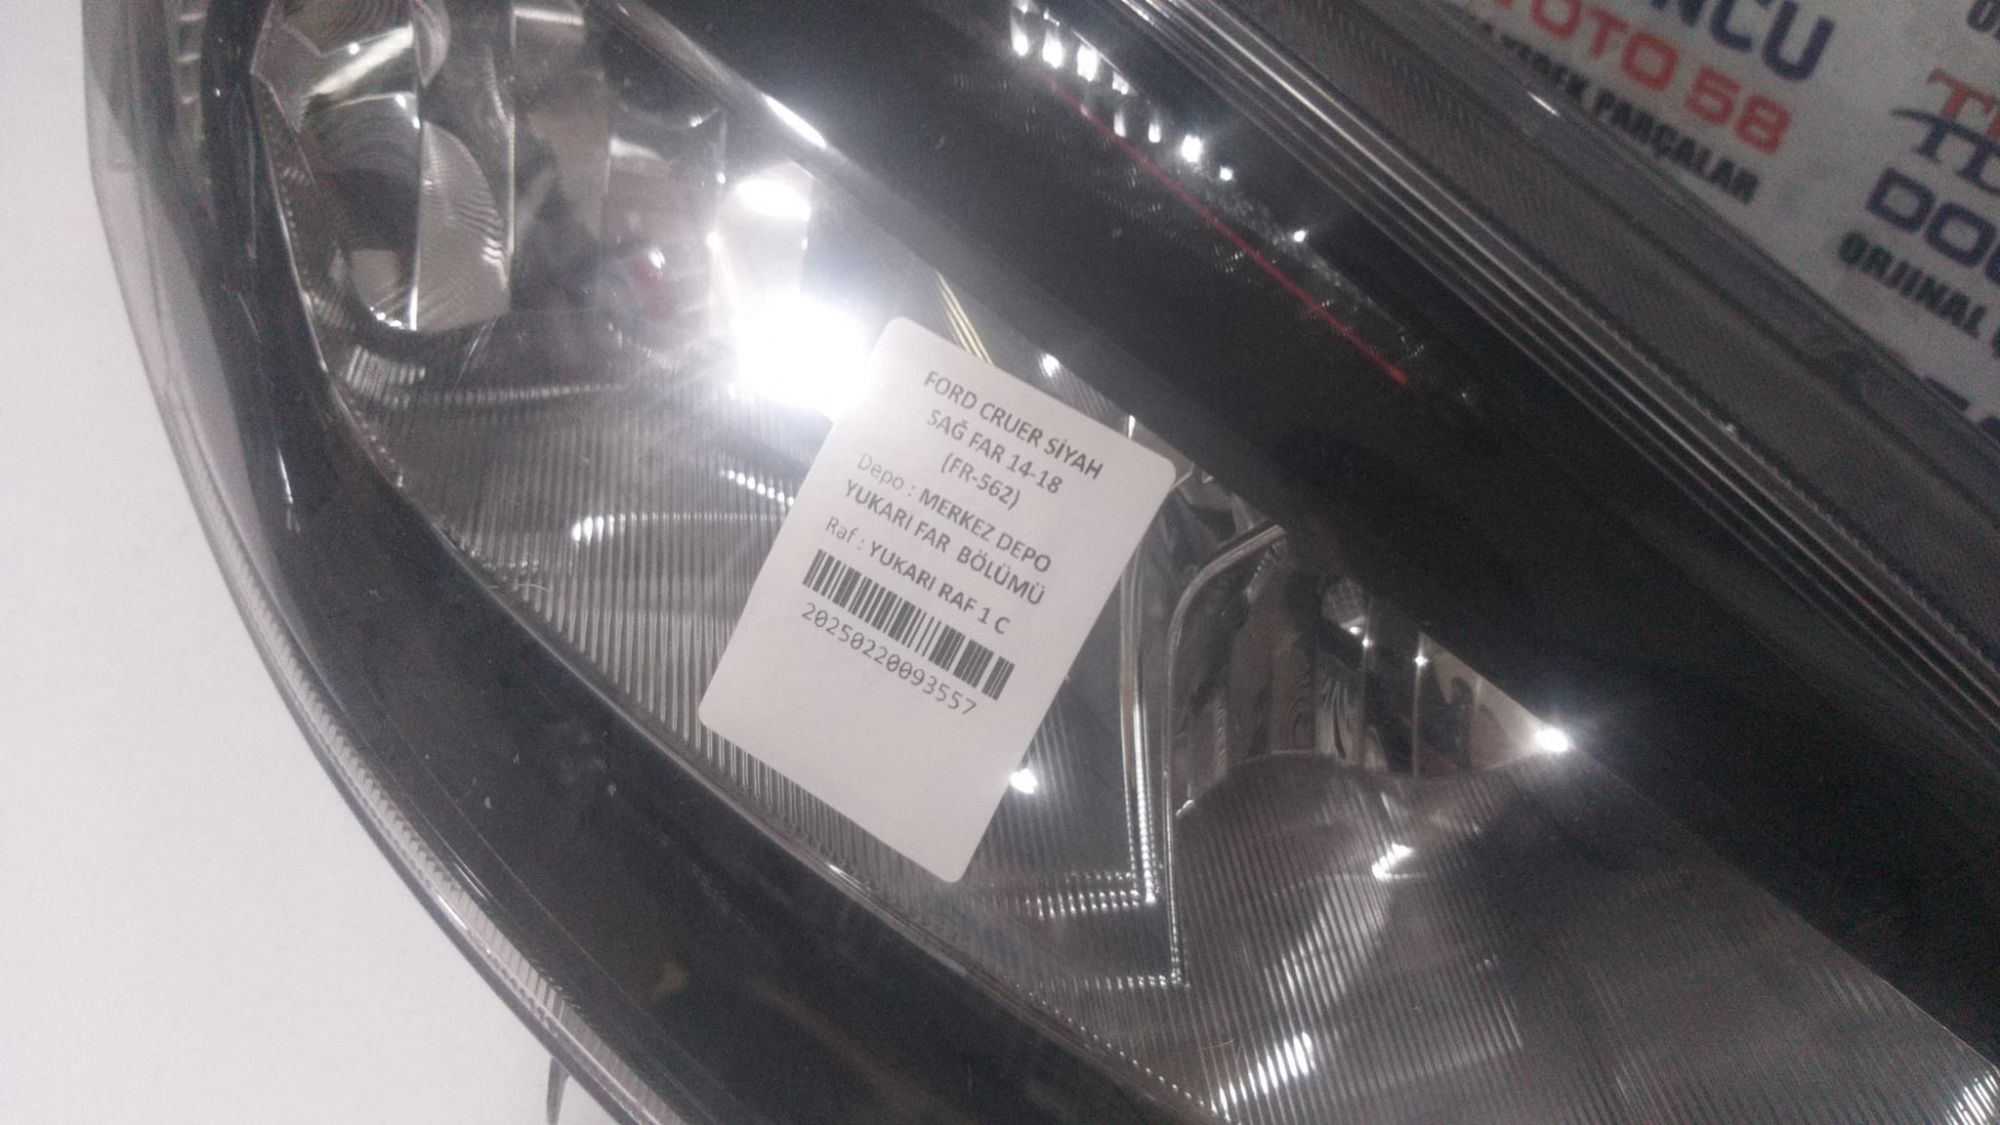 FORD CRUER SİYAH
SAĞ FAR 14-18
(FR-562)
Depo : MERKEZ DEPO
YUKARI FAR BÖLÜMÜ
Raf : YUKARI RAF 1 C
20250220093557
OTO 58
PARÇALAR
ORJINAL